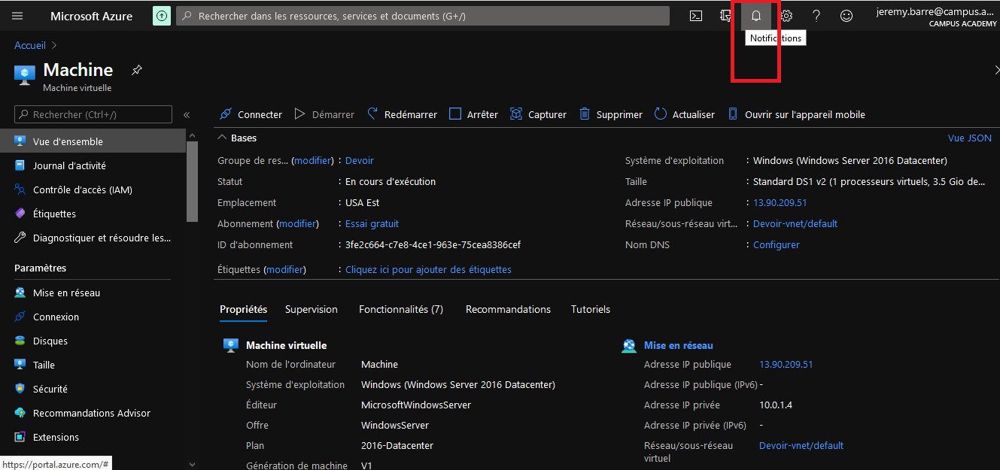 Microsoft Azure
Rechercher dans les ressources, services et documents (G+/)
jeremy.barre@campus.a...
CAMPUS ACADEMY
Notifications
Accueil
Machine
Machine virtuelle
Rechercher (Ctrl+/)
Connecter Démarrer Redémarrer Arrêter Capturer Supprimer Actualiser Ouvrir sur l'appareil mobile
Vue d'ensemble
Journal d'activité
Contrôle d'accès (IAM)
Étiquettes
Diagnostiquer et résoudre les...
Paramètres
Mise en réseau
Connexion
Disques
Taille
Sécurité
Recommandations Advisor
Extensions
https://portal.azure.com/#
Bases
Vue JSON
Groupe de res... (modifier) : Devoir
Statut : En cours d'exécution
Emplacement : USA Est
Abonnement (modifier) : Essai gratuit
ID d'abonnement : 3fe2c664-c7e8-4ce1-963e-75cea8386cef
Étiquettes (modifier) : Cliquez ici pour ajouter des étiquettes
Système d'exploitation : Windows (Windows Server 2016 Datacenter)
Taille : Standard DS1 v2 (1 processeurs virtuels, 3.5 Gio de...
Adresse IP publique : 13.90.209.51
Réseau/sous-réseau virt... : Devoir-vnet/default
Nom DNS : Configurer
Propriétés Supervision Fonctionnalités (7) Recommandations Tutoriels
Machine virtuelle
Nom de l'ordinateur Machine
Système d'exploitation Windows (Windows Server 2016 Datacenter)
Éditeur MicrosoftWindowsServer
Offre WindowsServer
Plan 2016-Datacenter
Génération de machine V1
Mise en réseau
Adresse IP publique 13.90.209.51
Adresse IP publique (IPv6) -
Adresse IP privée 10.0.1.4
Adresse IP privée (IPv6) -
Réseau/sous-réseau Devoir-vnet/default
virtuel